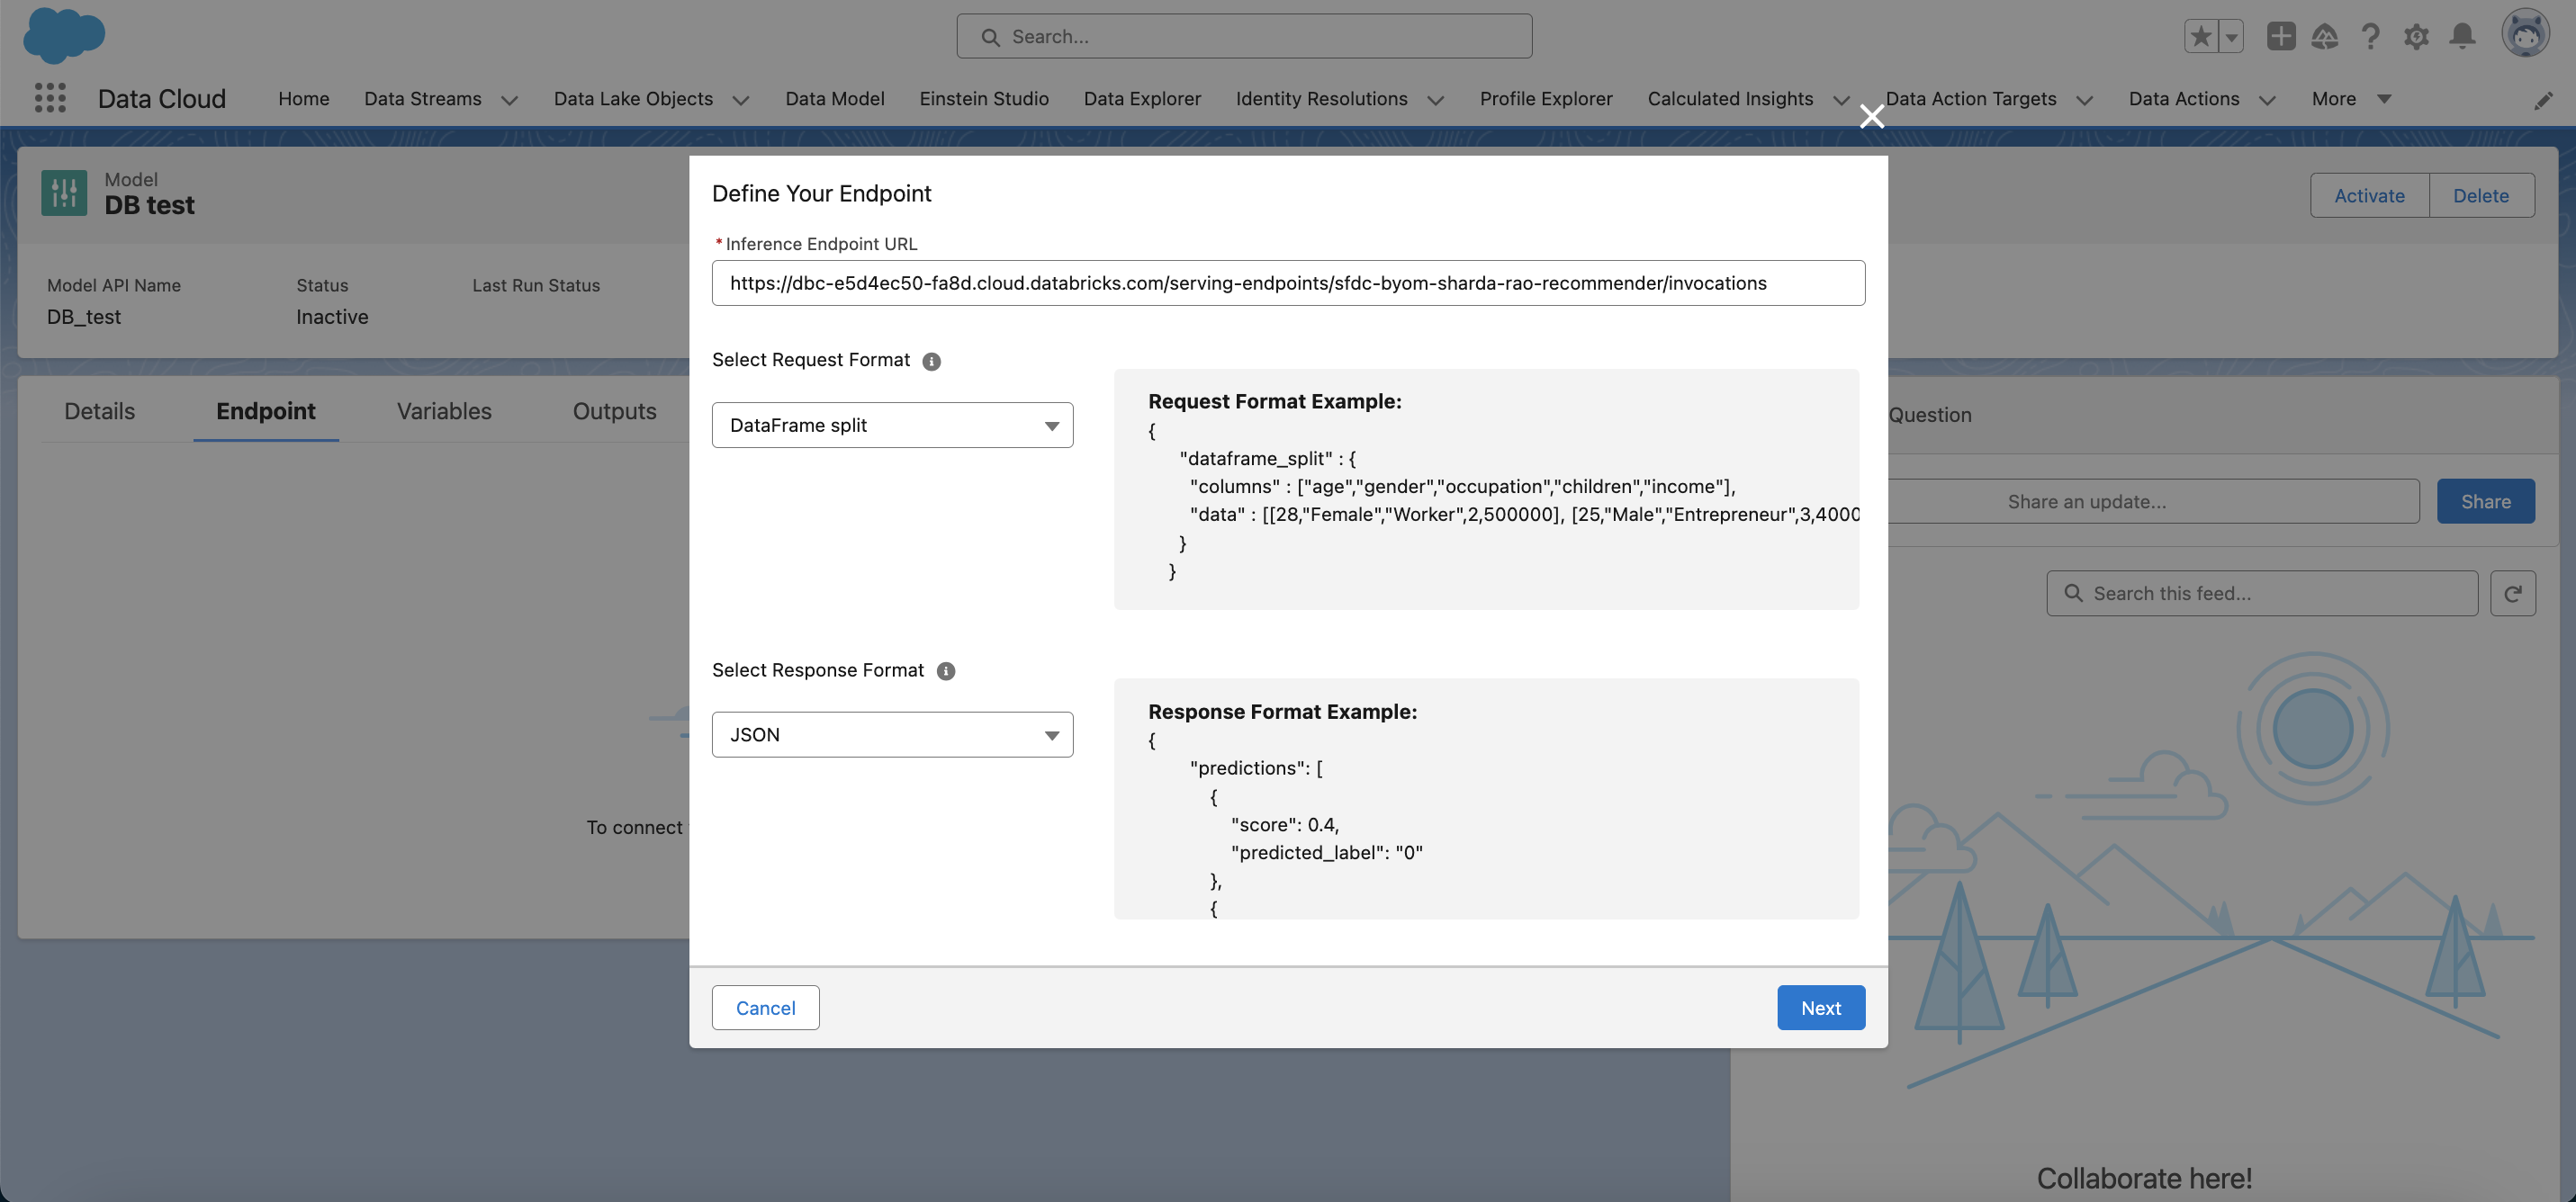 Search...
Data Cloud
Home
Data Streams
Data Lake Objects
Data Model
Einstein Studio
Data Explorer
Identity Resolutions
Profile Explorer
Calculated Insights
Data Action Targets
Data Actions
More
Model
DB test
Activate
Delete
Model API Name
Status
Last Run Status
DB_test
Inactive
Details
Endpoint
Variables
Outputs
To connect
Define Your Endpoint
*Inference Endpoint URL
https://dbc-e5d4ec50-fa8d.cloud.databricks.com/serving-endpoints/sfdc-byom-sharda-rao-recommender/invocations
Select Request Format
DataFrame split
Request Format Example:
{
"dataframe_split" : {
"columns" : ["age","gender","occupation","children","income"],
"data" : [[28,"Female","Worker",2,500000], [25,"Male","Entrepreneur",3,4000
}
}
Select Response Format
JSON
Response Format Example:
{
"predictions": [
{
"score": 0.4,
"predicted_label": "0"
},
{
Cancel
Next
Question
Share an update...
Share
Search this feed...
Collaborate here!